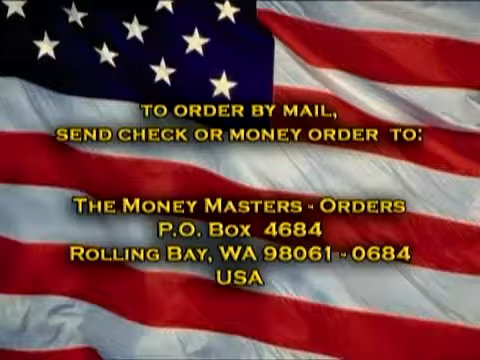 TO ORDER BY MAIL,
SEND CHECK OR MONEY ORDER TO:
THE MONEY MASTERS - ORDERS
P.O. BOX 4684
ROLLING BAY, WA 98061 - 0684
USA